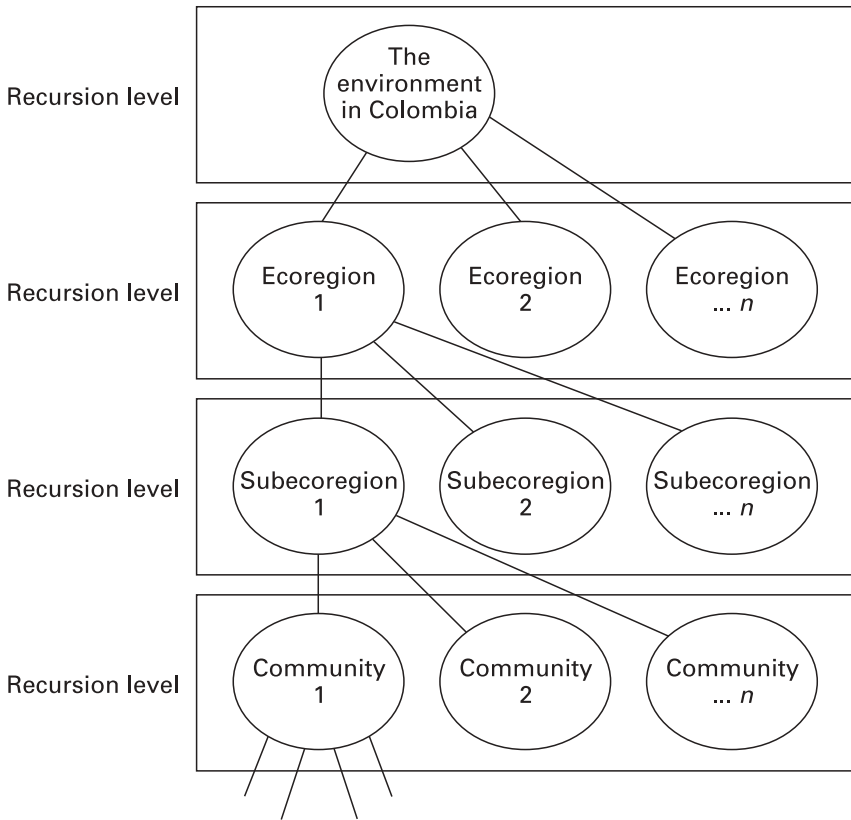 The
environment
in Colombia
Recursion level
Ecoregion
1
Ecoregion
2
Ecoregion
... n
Recursion level
Subecoregion
1
Subecoregion
2
Subecoregion
... n
Recursion level
Community
1
Community
2
Community
... n
Recursion level